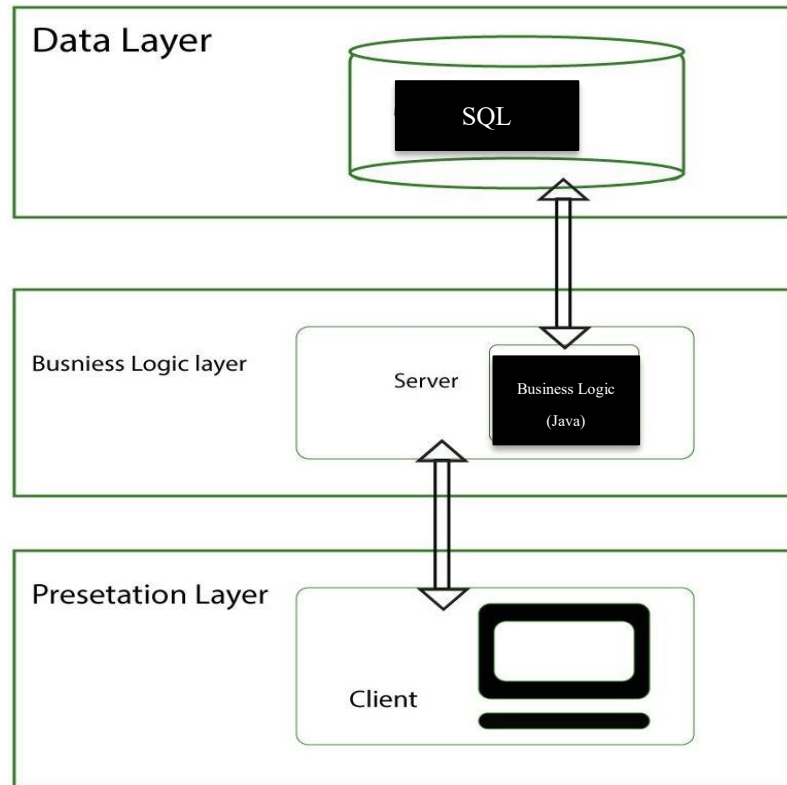 Data Layer
SQL
Busniess Logic layer
Server
Business Logic
(Java)
Presetation Layer
Client